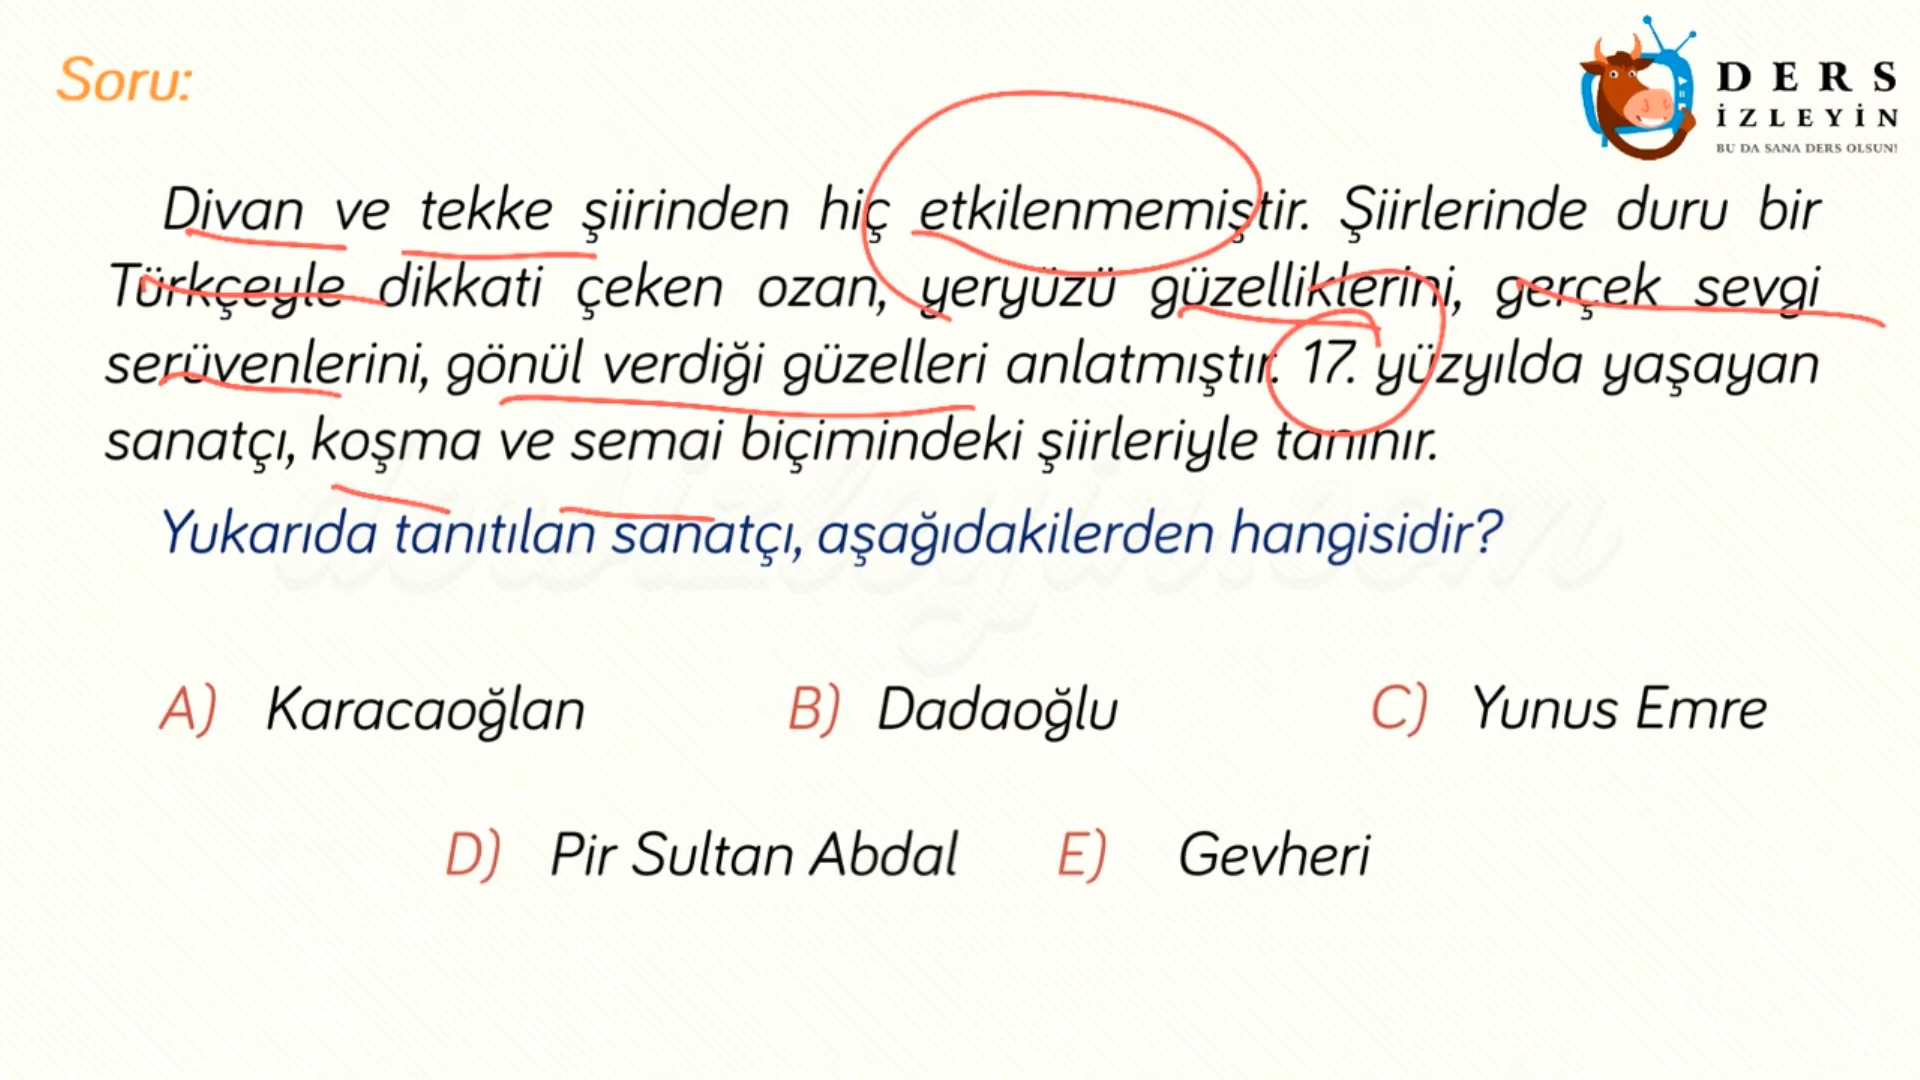 Soru:
DERS
İZLEYİN
BU DA SANA DERS OLSUN!
Divan ve tekke şiirinden hiç etkilenmemiştir. Şiirlerinde duru bir
Türkçeyle dikkati çeken ozan, yeryüzü güzelliklerini, gerçek sevgi
serüvenlerini, gönül verdiği güzelleri anlatmıştır. 17. yüzyılda yaşayan
sanatçı, koşma ve semai biçimindeki şiirleriyle tanınır.
Yukarıda tanıtılan sanatçı, aşağıdakilerden hangisidir?
dersizleyin.com
A) Karacaoğlan B) Dadaoğlu C) Yunus Emre
D) Pir Sultan Abdal E) Gevheri